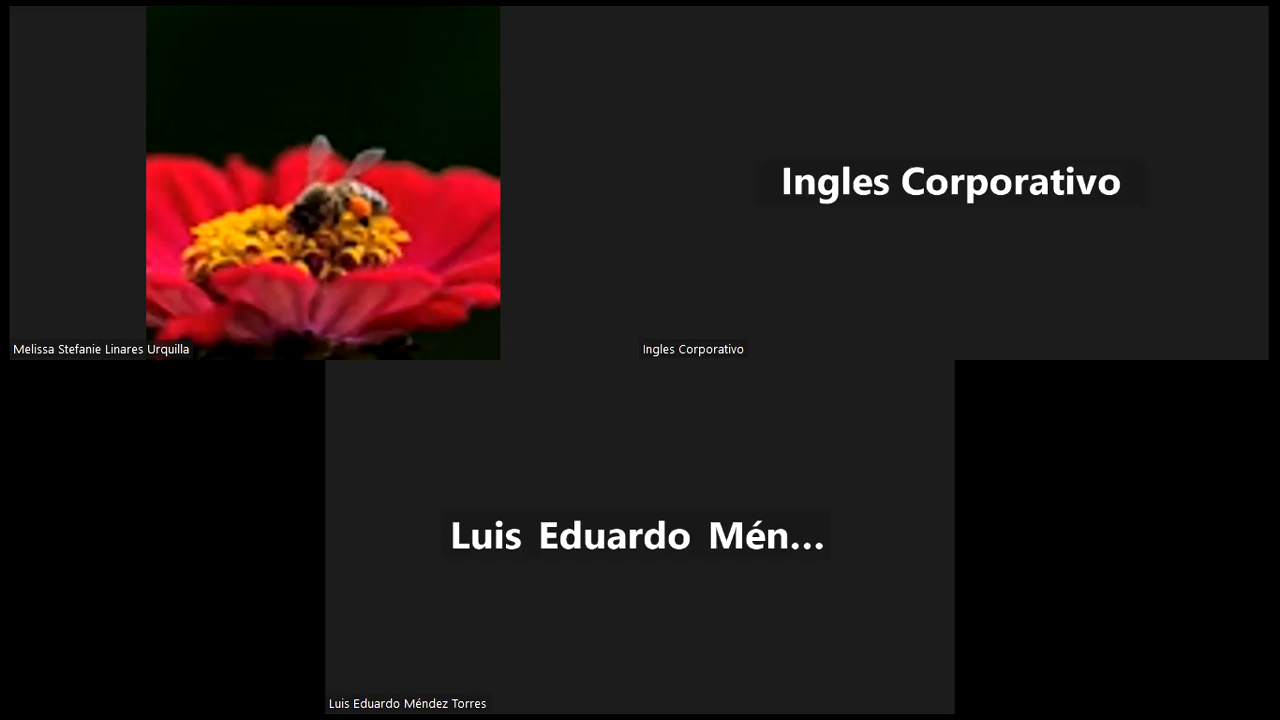 Ingles Corporativo
Melissa Stefanie Linares Urquilla
Ingles Corporativo
Luis Eduardo Mén...
Luis Eduardo Méndez Torres